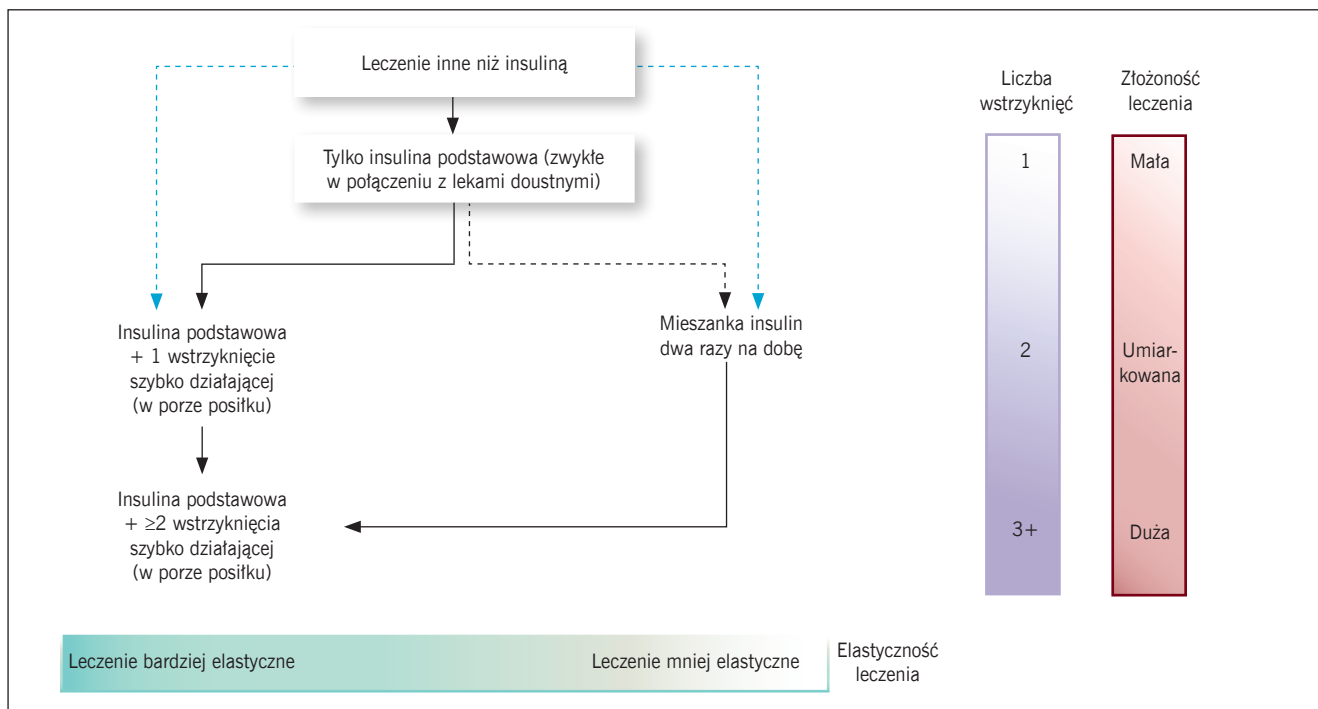 Leczenie inne niż insuliną
Tylko insulina podstawowa (zwykłe
w połączeniu z lekami doustnymi)
Insulina podstawowa
+ 1 wstrzyknięcie
szybko działającej
(w porze posiłku)
Mieszanka insulin
dwa razy na dobę
Insulina podstawowa
+ ≥2 wstrzyknięcia
szybko działającej
(w porze posiłku)
Liczba
wstrzyknięć
1
2
3+
Złożoność
leczenia
Mała
Umiar-
kowana
Duża
Leczenie bardziej elastyczne
Leczenie mniej elastyczne
Elastyczność
leczenia